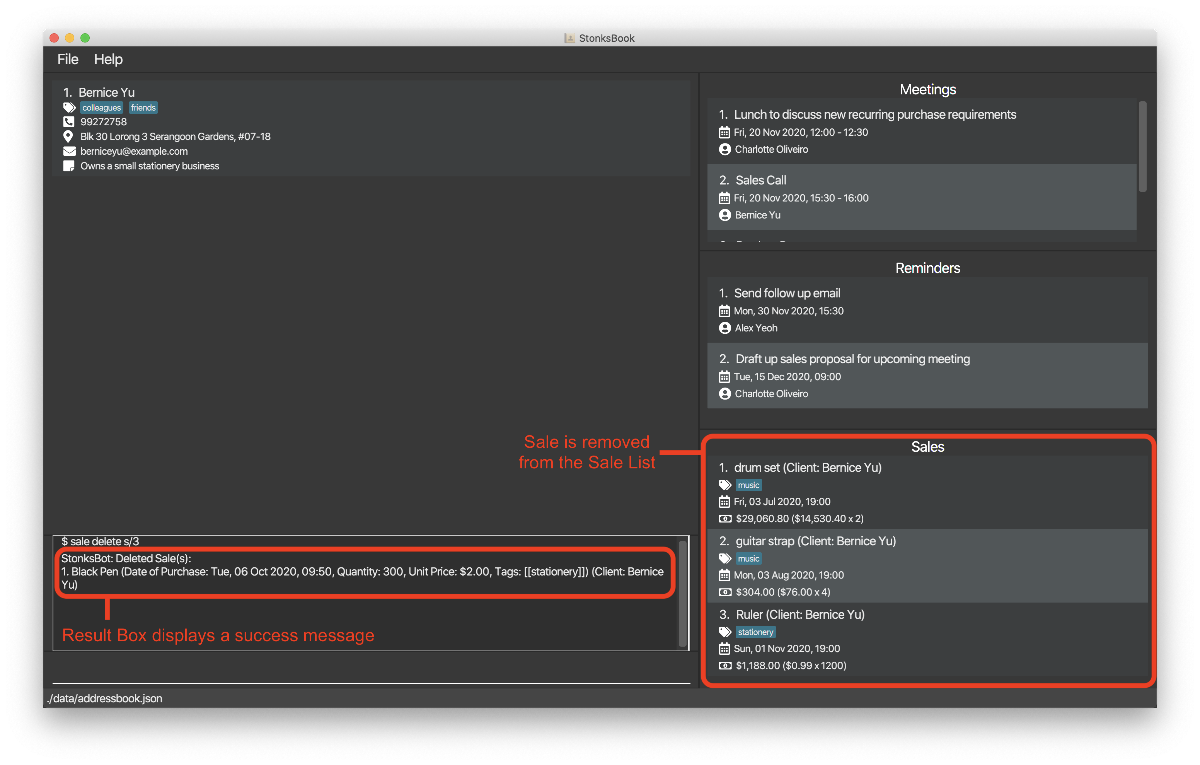 StonksBook
File Help
1. Bernice Yu
colleagues friends
99272758
Blk 30 Lorong 3 Serangoon Gardens, #07-18
berniceyu@example.com
Owns a small stationery business
$ sale delete s/3
StonksBot: Deleted Sale(s):
1. Black Pen (Date of Purchase: Tue, 06 Oct 2020, 09:50, Quantity: 300, Unit Price: $2.00, Tags: [[stationery]]) (Client: Bernice
Yu)
Result Box displays a success message
Meetings
1. Lunch to discuss new recurring purchase requirements
Fri, 20 Nov 2020, 12:00 - 12:30
Charlotte Oliveiro
2. Sales Call
Fri, 20 Nov 2020, 15:30 - 16:00
Bernice Yu
Reminders
1. Send follow up email
Mon, 30 Nov 2020, 15:30
Alex Yeoh
2. Draft up sales proposal for upcoming meeting
Tue, 15 Dec 2020, 09:00
Charlotte Oliveiro
Sale is removed
from the Sale List
Sales
1. drum set (Client: Bernice Yu)
music
Fri, 03 Jul 2020, 19:00
$29,060.80 ($14,530.40 x 2)
2. guitar strap (Client: Bernice Yu)
music
Mon, 03 Aug 2020, 19:00
$304.00 ($76.00 x 4)
3. Ruler (Client: Bernice Yu)
stationery
Sun, 01 Nov 2020, 19:00
$1,188.00 ($0.99 x 1200)
./data/addressbook.json